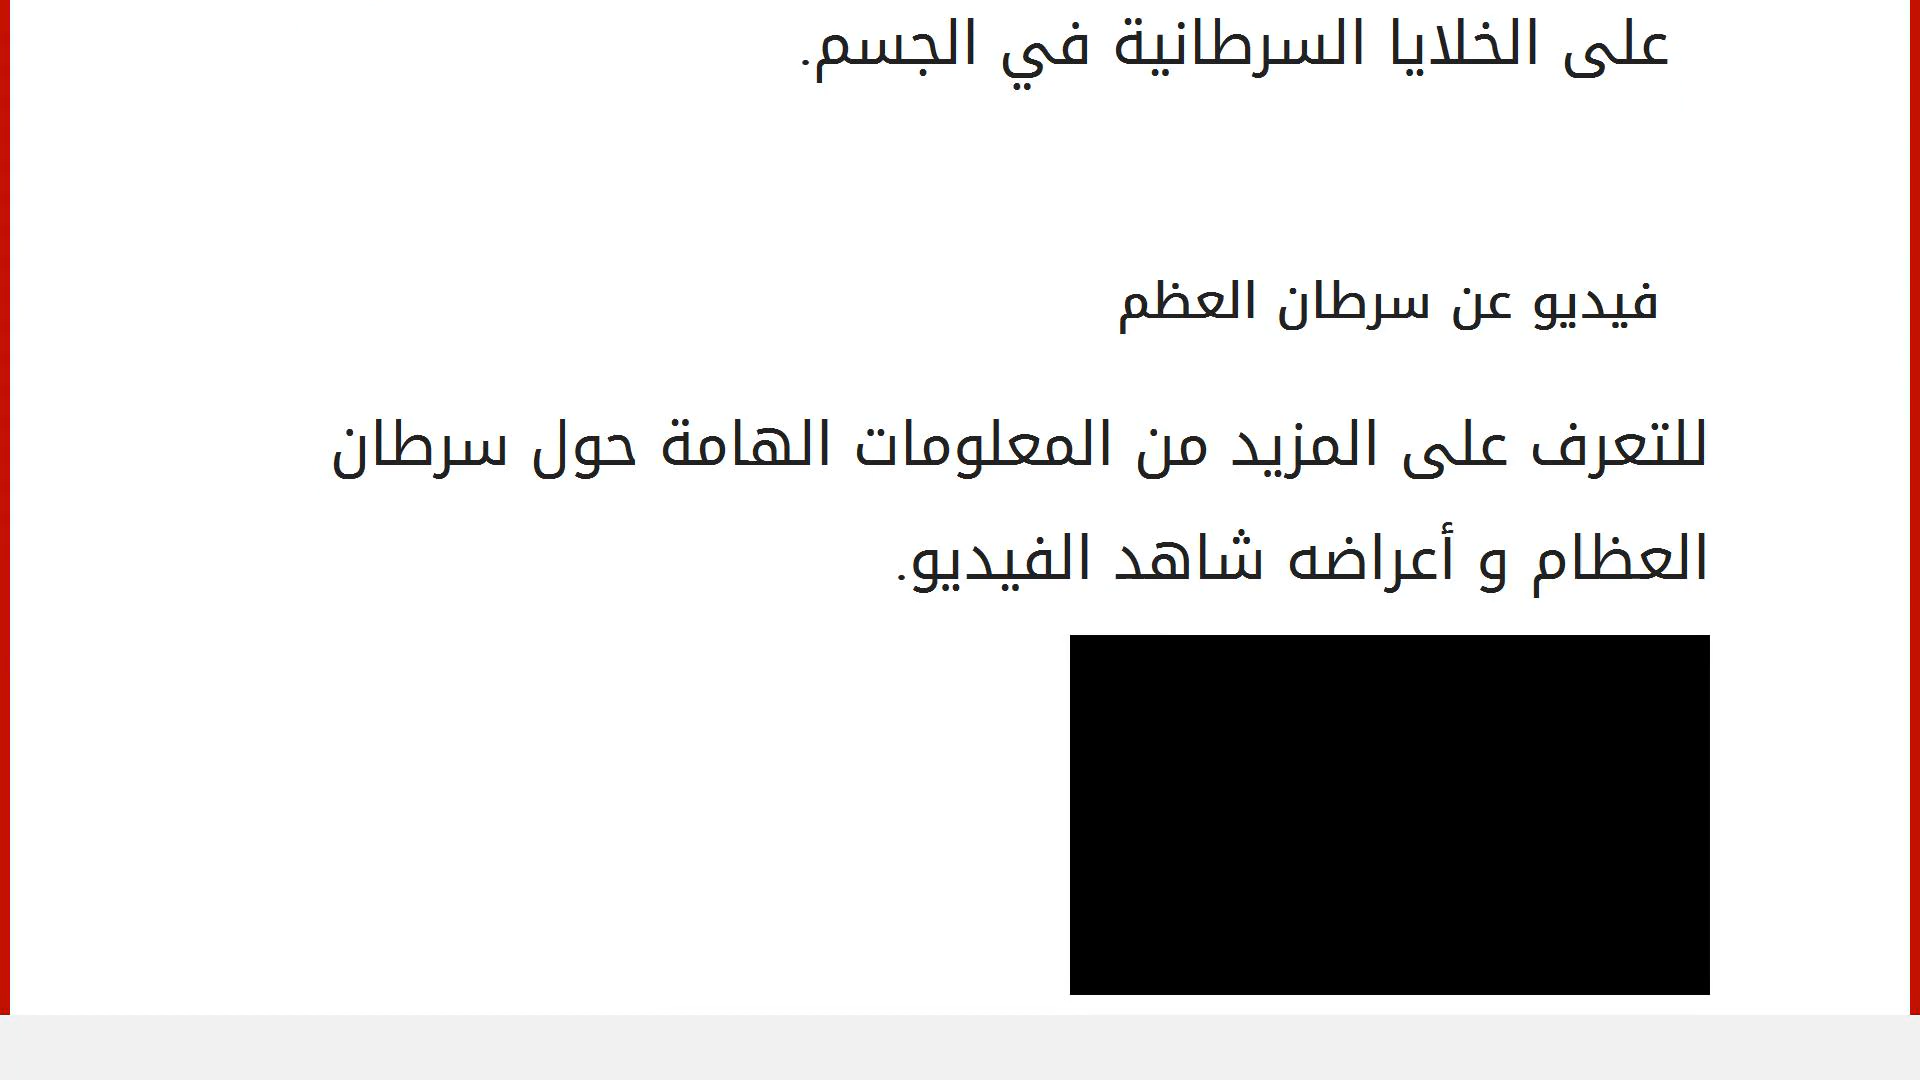 على الخلايا السرطانية في الجسم.
فيديو عن سرطان العظم
للتعرف على المزيد من المعلومات الهامة حول سرطان
العظام و أعراضه شاهد الفيديو.